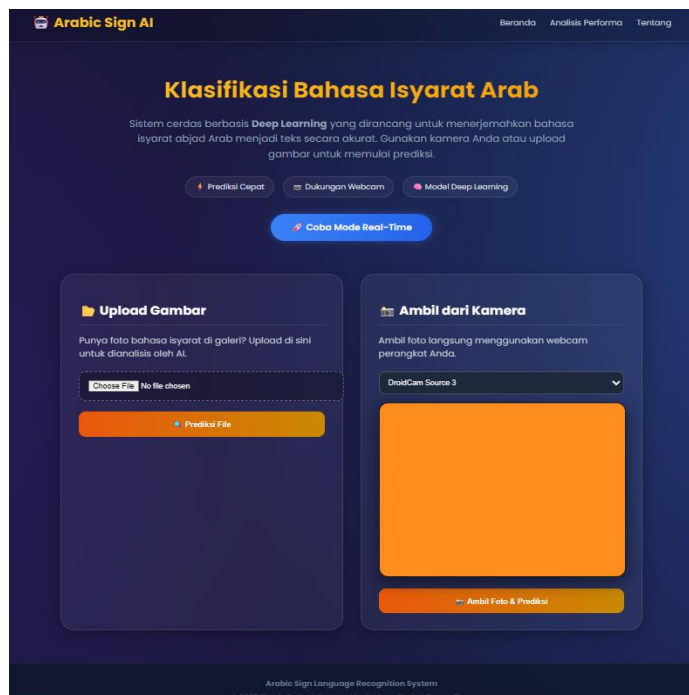 Arabic Sign AI
Beranda Analisis Performa Tentang
Klasifikasi Bahasa Isyarat Arab
Sistem cerdas berbasis Deep Learning yang dirancang untuk menerjemahkan bahasa
isyarat abjad Arab menjadi teks secara akurat. Gunakan kamera Anda atau upload
gambar untuk memulai prediksi.
Prediksi Cepat
Dukungan Webcam
Model Deep Learning
Coba Mode Real-Time
Upload Gambar
Punya foto bahasa isyarat di galeri? Upload di sini
untuk dianalisis oleh AI.
Choose File No file chosen
Prediksi File
Ambil dari Kamera
Ambil foto langsung menggunakan webcam
perangkat Anda.
DroidCam Source 3
Ambil Foto & Prediksi
Arabic Sign Language Recognition System